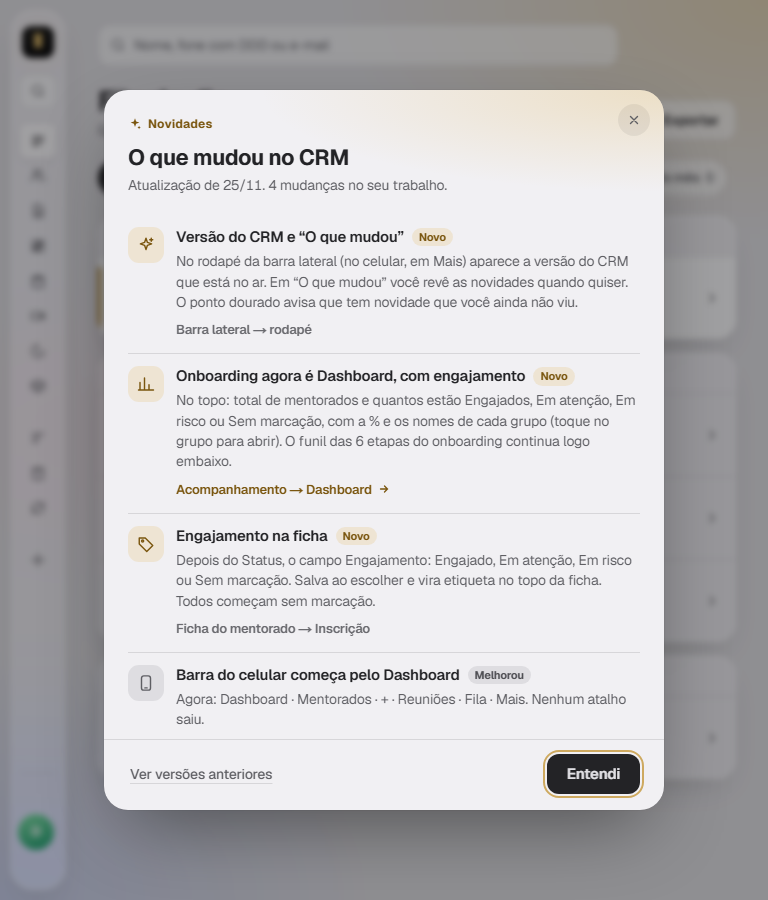 Nome, fone com DDD ou e-mail
Exportar
Novidades
O que mudou no CRM
Atualização de 25/11. 4 mudanças no seu trabalho.
Versão do CRM e “O que mudou” Novo
No rodapé da barra lateral (no celular, em Mais) aparece a versão do CRM
que está no ar. Em “O que mudou” você revê as novidades quando quiser.
O ponto dourado avisa que tem novidade que você ainda não viu.
Barra lateral → rodapé
Onboarding agora é Dashboard, com engajamento Novo
No topo: total de mentorados e quantos estão Engajados, Em atenção, Em
risco ou Sem marcação, com a % e os nomes de cada grupo (toque no
grupo para abrir). O funil das 6 etapas do onboarding continua logo
embaixo.
Acompanhamento → Dashboard →
Engajamento na ficha Novo
Depois do Status, o campo Engajamento: Engajado, Em atenção, Em risco
ou Sem marcação. Salva ao escolher e vira etiqueta no topo da ficha.
Todos começam sem marcação.
Ficha do mentorado → Inscrição
Barra do celular começa pelo Dashboard Melhorou
Agora: Dashboard · Mentorados · + · Reuniões · Fila · Mais. Nenhum atalho
saiu.
Ver versões anteriores
Entendi